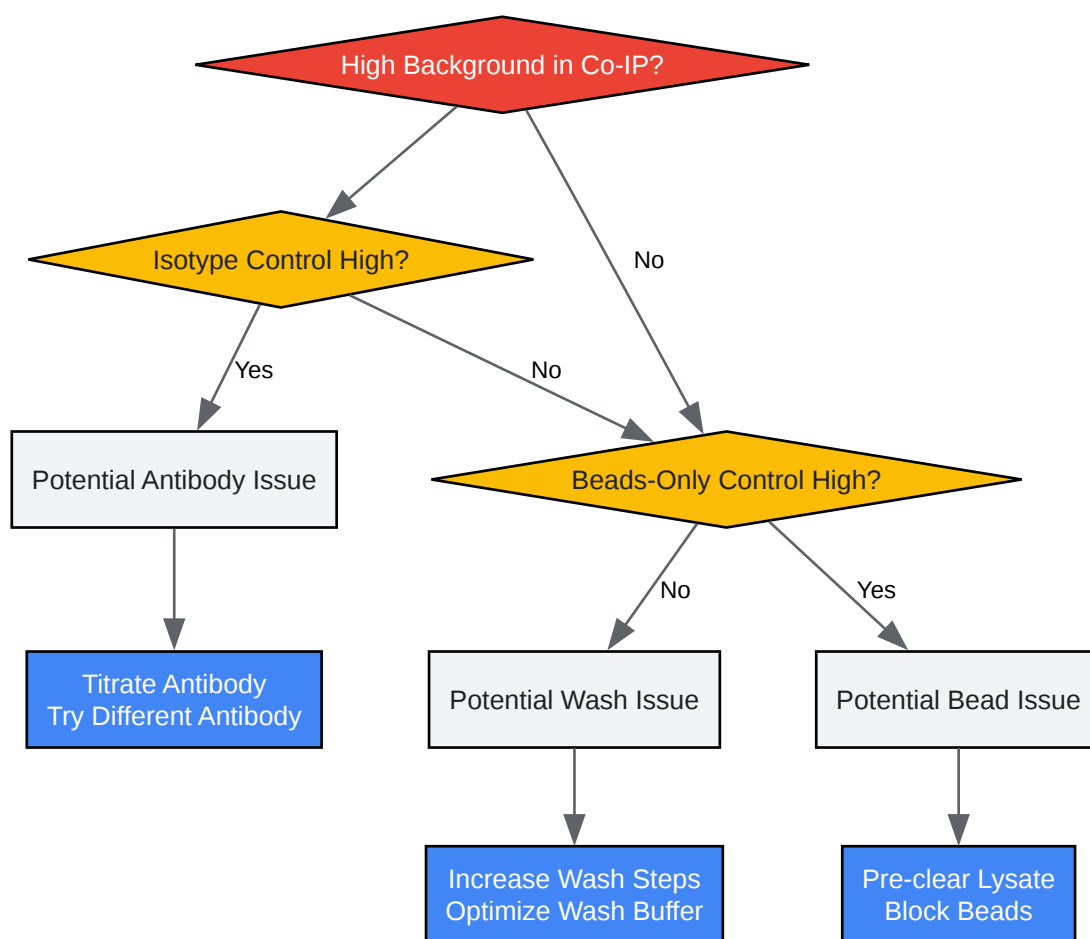 High Background in Co-IP?
Isotype Control High?
No
Yes
No
Potential Antibody Issue
Beads-Only Control High?
No
Yes
Titrate Antibody
Try Different Antibody
Potential Wash Issue
Potential Bead Issue
Increase Wash Steps
Optimize Wash Buffer
Pre-clear Lysate
Block Beads